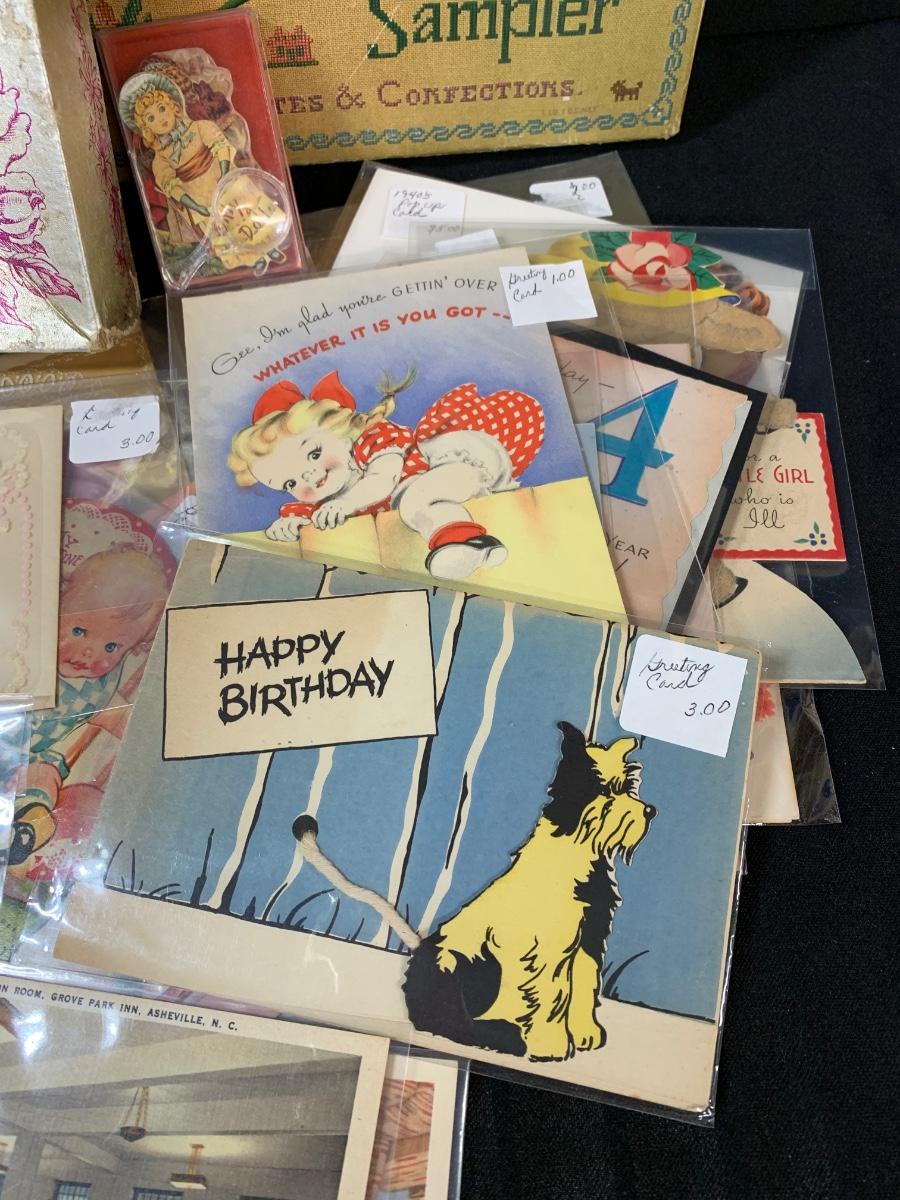 Sampler
TES & CONFECTIONS.
1940s
Pop up
Card
$5.00
Gee, I'm glad you're GETTIN' OVER
WHATEVER IT IS YOU GOT --
Greeting
Card 1.00
Card
3.00
day —
4
YEAR
a
LE GIRL
who is
Ill
HAPPY
BIRTHDAY
Greeting
Card
3.00
N ROOM, GROVE PARK INN, ASHEVILLE, N. C.